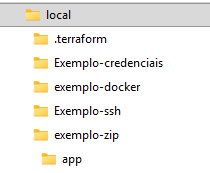 local
.terraform
Exemplo-credenciais
exemplo-docker
Exemplo-ssh
exemplo-zip
app